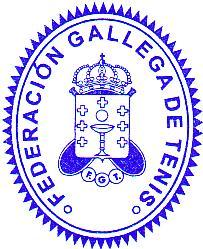 FEDERACIÓN GALLEGA DE TENIS
F.G.T.